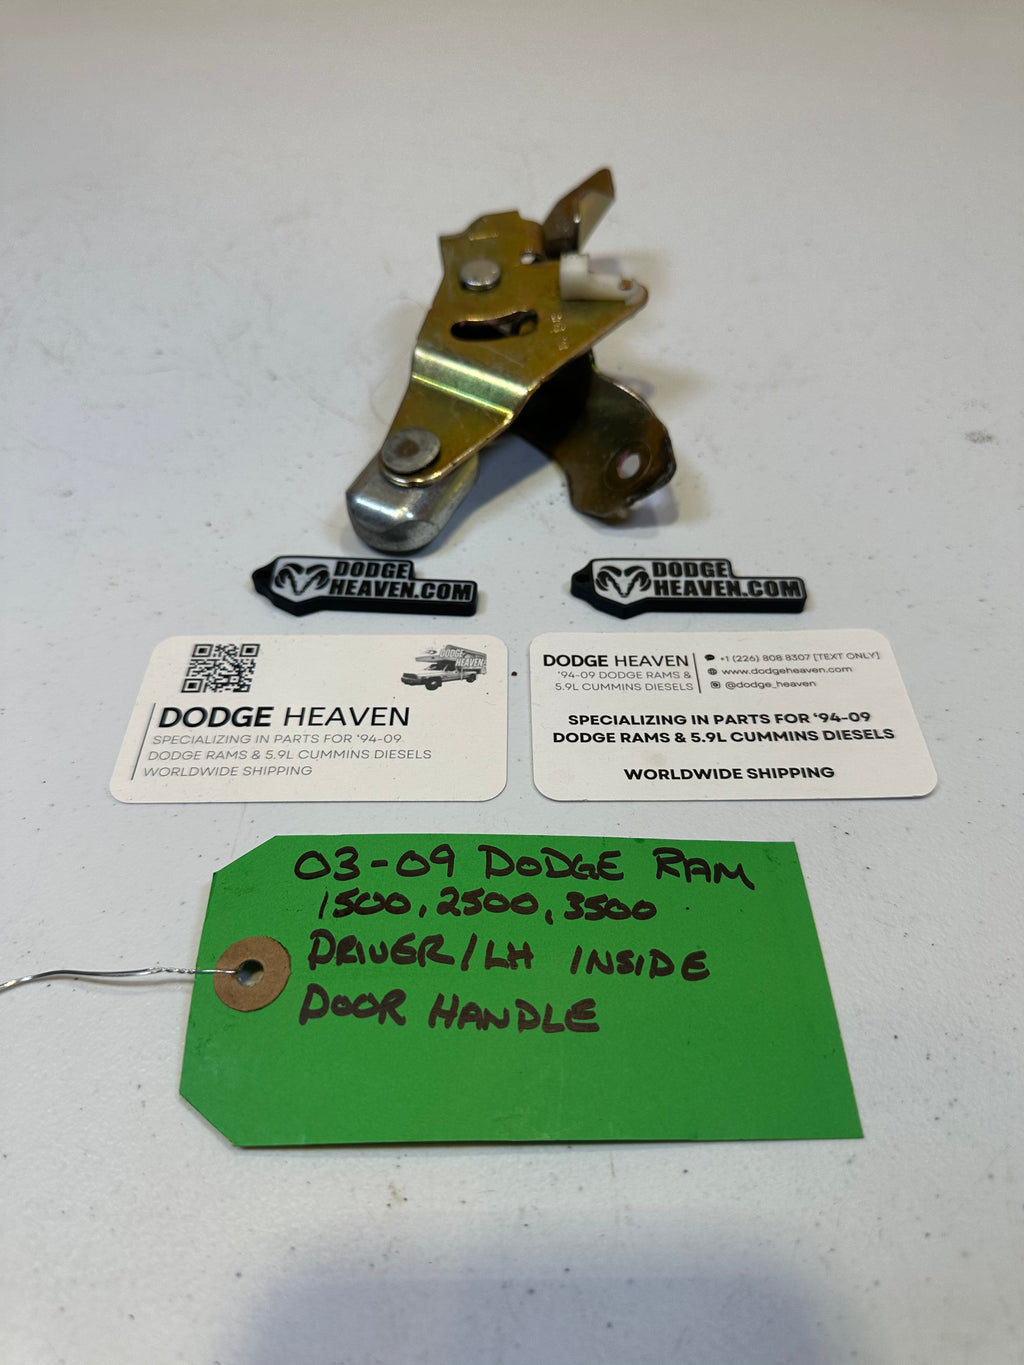 DODGE
HEAVEN.COM
DODGE
HEAVEN.COM
DODGE
HEAVEN
DODGE HEAVEN
SPECIALIZING IN PARTS FOR '94-09
DODGE RAMS & 5.9L CUMMINS DIESELS
WORLDWIDE SHIPPING
DODGE HEAVEN
'94-09 DODGE RAMS &
5.9L CUMMINS DIESELS
+1 (226) 808 8307 [TEXT ONLY]
www.dodgeheaven.com
@dodge_heaven
SPECIALIZING IN PARTS FOR '94-09
DODGE RAMS & 5.9L CUMMINS DIESELS
WORLDWIDE SHIPPING
03-09 DODGE RAM
1500, 2500, 3500
DRIVER/LH INSIDE
DOOR HANDLE